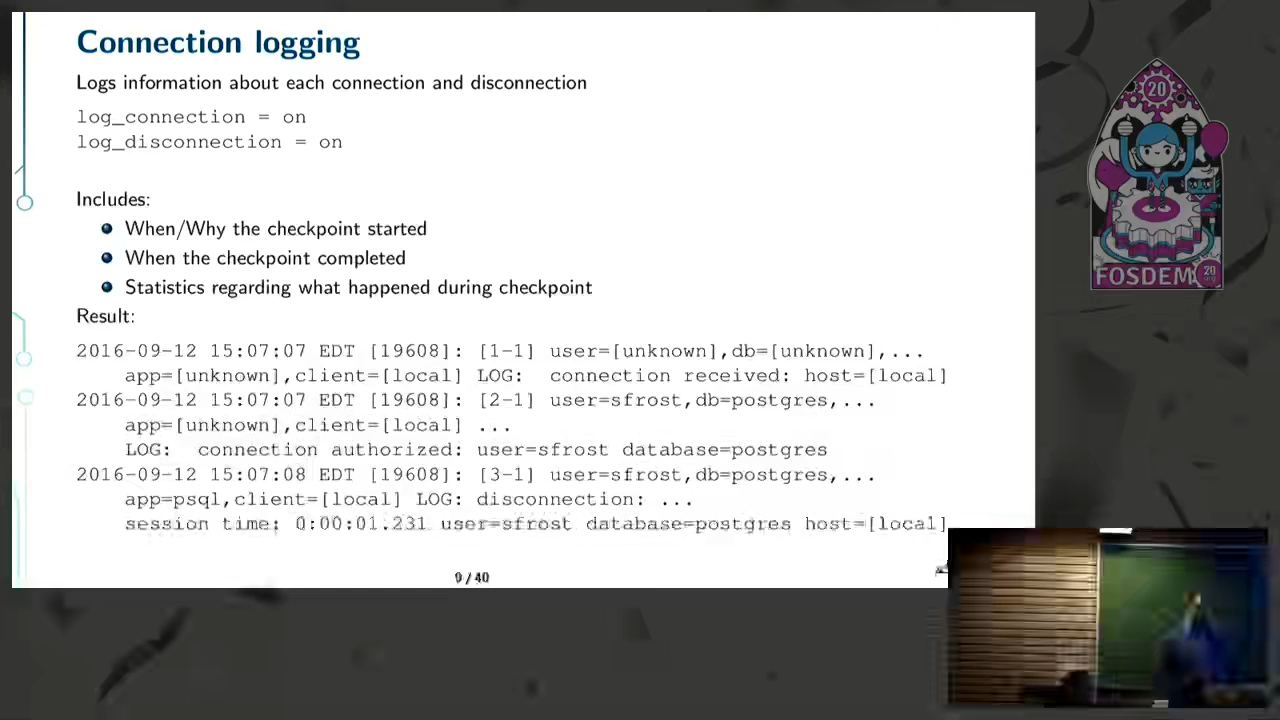 Connection logging
Logs information about each connection and disconnection
log_connection = on
log_disconnection = on
Includes:
When/Why the checkpoint started
When the checkpoint completed
Statistics regarding what happened during checkpoint
Result:
2016-09-12 15:07:07 EDT [19608]: [1-1] user=[unknown],db=[unknown],...
app=[unknown],client=[local] LOG:  connection received: host=[local]
2016-09-12 15:07:07 EDT [19608]: [2-1] user=sfrost,db=postgres,...
app=[unknown],client=[local] ...
LOG:  connection authorized: user=sfrost database=postgres
2016-09-12 15:07:08 EDT [19608]: [3-1] user=sfrost,db=postgres,...
app=psql,client=[local] LOG: disconnection: ...
session time: 0:00:01.231 user=sfrost database=postgres host=[local]
9 / 40
20
FOSDEM
20